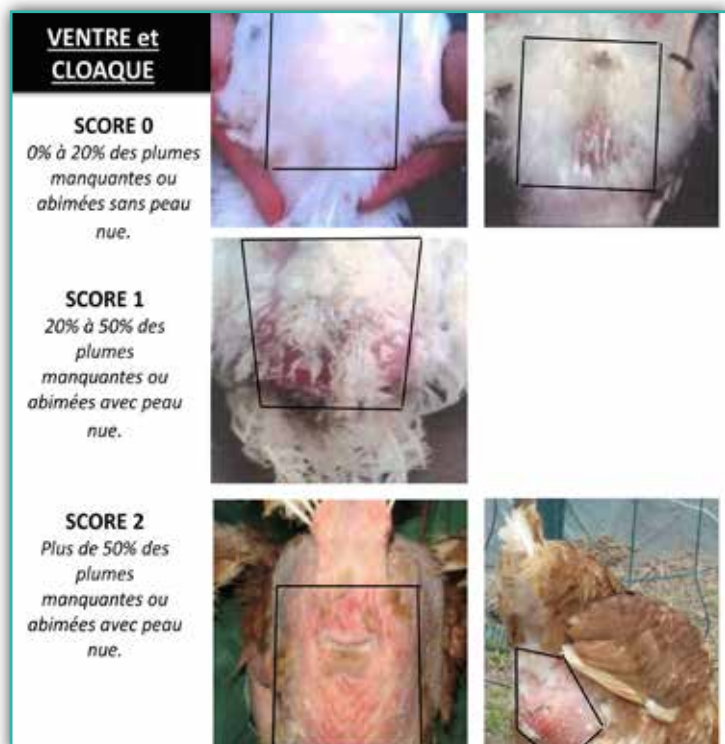 VENTRE et
CLOAQUE
SCORE 0
0% à 20% des plumes
manquantes ou
abimées sans peau
nue.
SCORE 1
20% à 50% des
plumes
manquantes ou
abimées avec peau
nue.
SCORE 2
Plus de 50% des
plumes
manquantes ou
abimées avec peau
nue.